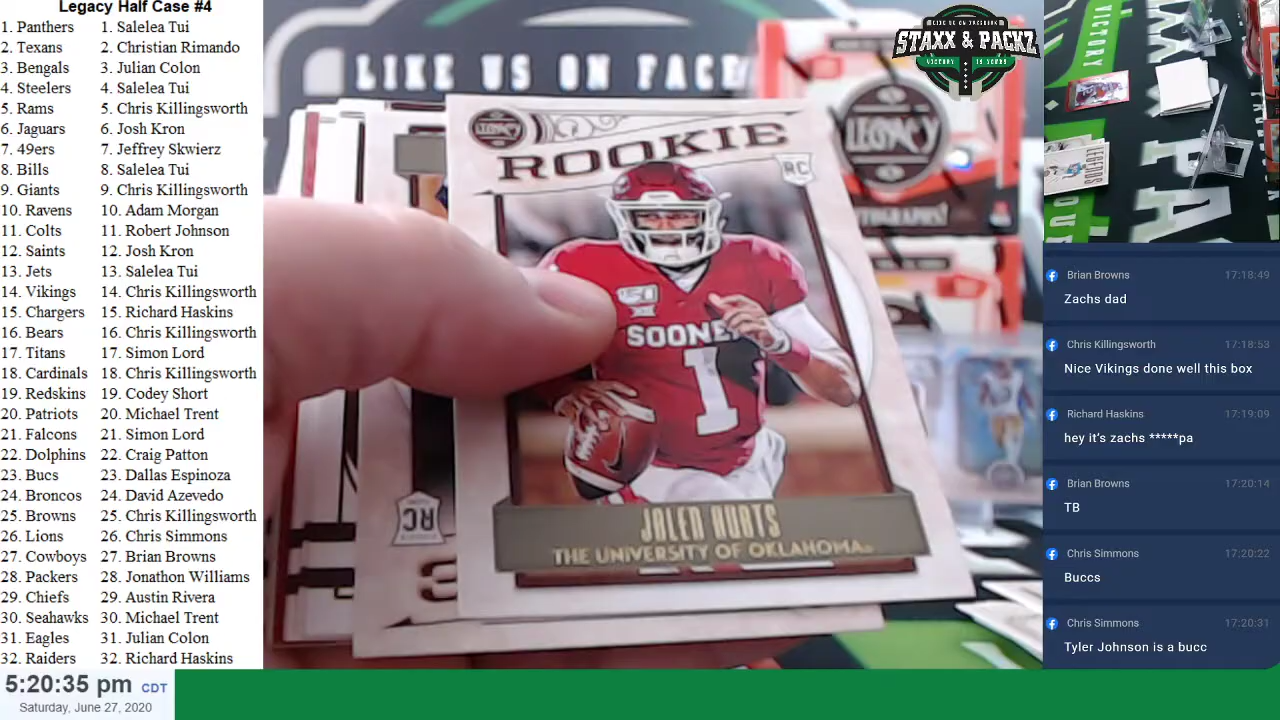 Legacy Half Case #4
1. Panthers 1. Salelea Tui
2. Texans 2. Christian Rimando
3. Bengals 3. Julian Colon
4. Steelers 4. Salelea Tui
5. Rams 5. Chris Killingsworth
6. Jaguars 6. Josh Kron
7. 49ers 7. Jeffrey Skwierz
8. Bills 8. Salelea Tui
9. Giants 9. Chris Killingsworth
10. Ravens 10. Adam Morgan
11. Colts 11. Robert Johnson
12. Saints 12. Josh Kron
13. Jets 13. Salelea Tui
14. Vikings 14. Chris Killingsworth
15. Chargers 15. Richard Haskins
16. Bears 16. Chris Killingsworth
17. Titans 17. Simon Lord
18. Cardinals 18. Chris Killingsworth
19. Redskins 19. Codey Short
20. Patriots 20. Michael Trent
21. Falcons 21. Simon Lord
22. Dolphins 22. Craig Patton
23. Bucs 23. Dallas Espinoza
24. Broncos 24. David Azevedo
25. Browns 25. Chris Killingsworth
26. Lions 26. Chris Simmons
27. Cowboys 27. Brian Browns
28. Packers 28. Jonathon Williams
29. Chiefs 29. Austin Rivera
30. Seahawks 30. Michael Trent
31. Eagles 31. Julian Colon
32. Raiders 32. Richard Haskins
5:20:35 pm CDT
Saturday, June 27, 2020
LIKE US ON FACE
LEGACY
ROOKIE
RC
150
SOONE
1
JALEN HURTS
THE UNIVERSITY OF OKLAHOMA
RC
LEGACY
STAXX & PACKZ
VICTORY IS YOURS
VICTORY
Brian Browns 17:18:49
Zachs dad
Chris Killingsworth 17:18:53
Nice Vikings done well this box
Richard Haskins 17:19:09
hey it's zachs *****pa
Brian Browns 17:20:14
TB
Chris Simmons 17:20:22
Buccs
Chris Simmons 17:20:31
Tyler Johnson is a bucc